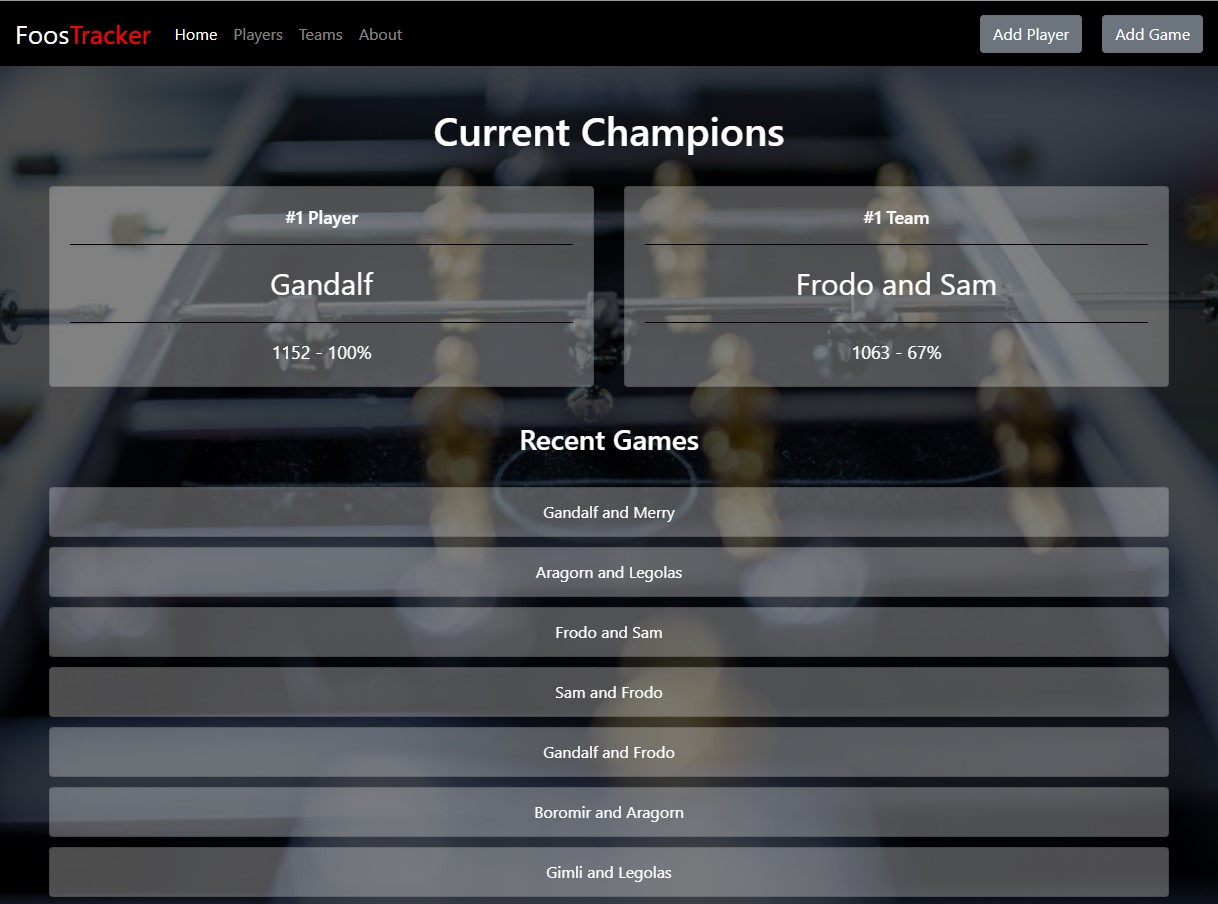 FoosTracker Home Players Teams About Add Player Add Game
Current Champions
#1 Player
Gandalf
1152 - 100%
#1 Team
Frodo and Sam
1063 - 67%
Recent Games
Gandalf and Merry
Aragorn and Legolas
Frodo and Sam
Sam and Frodo
Gandalf and Frodo
Boromir and Aragorn
Gimli and Legolas